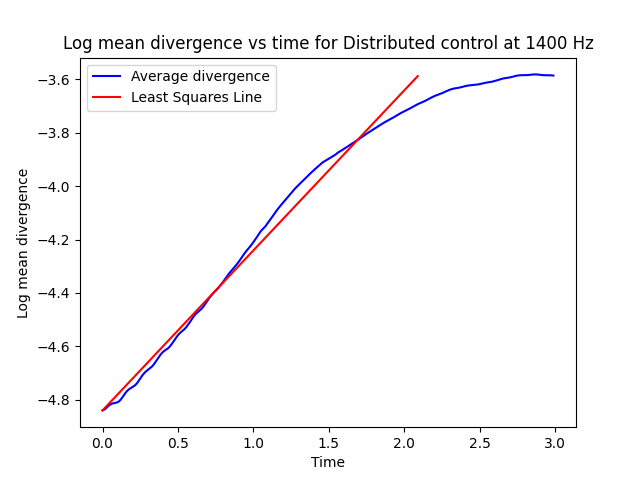 Log mean divergence vs time for Distributed control at 1400 Hz
Average divergence
Least Squares Line
Log mean divergence
−3.6
−3.8
−4.0
−4.2
−4.4
−4.6
−4.8
0.0 0.5 1.0 1.5 2.0 2.5 3.0
Time